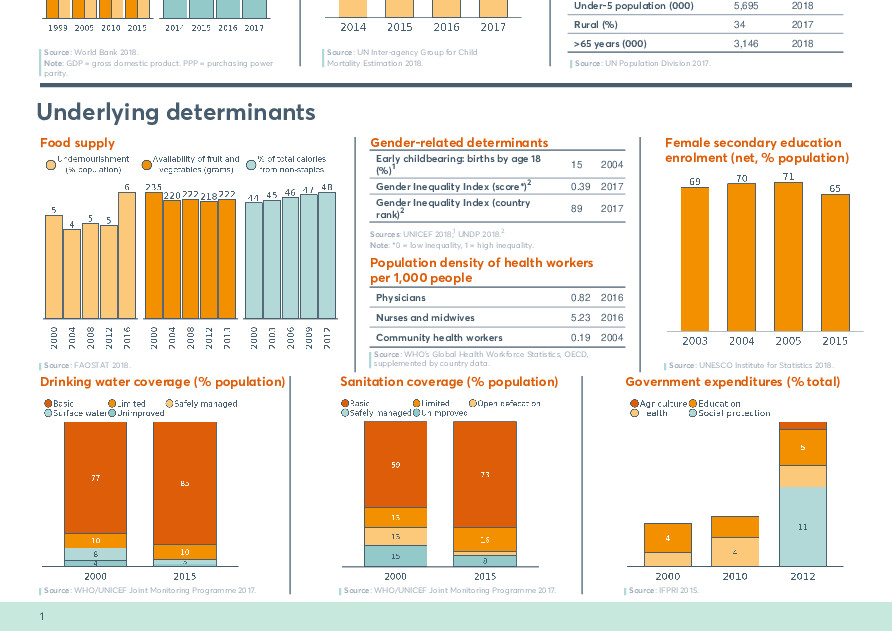 1999 2005 2010 2015
2014 2015 2016 2017
2014 2015 2016 2017
Under-5 population (000) 5,695 2018
Rural (%) 34 2017
>65 years (000) 3,146 2018
Source: World Bank 2018.
Note: GDP = gross domestic product. PPP = purchasing power
parity.
Source: UN Inter-agency Group for Child
Mortality Estimation 2018.
Source: UN Population Division 2017.
Underlying determinants
Food supply
Undernourishment
(% population)
Availability of fruit and
vegetables (grams)
% of total calories
from non-staples
5 4 5 5 6
235 220 222 218 222
44 45 46 47 48
2000 2004 2008 2012 2016
2000 2004 2008 2012
2000 2006 2009 2012
Source: FAOSTAT 2018.
Gender-related determinants
Early childbearing: births by age 18
(%)1 15 2004
Gender Inequality Index (score*)2 0.39 2017
Gender Inequality Index (country
rank)2 89 2017
Sources: UNICEF 2018,1 UNDP 2018.2
Note: *0 = low inequality, 1 = high inequality.
Population density of health workers
per 1,000 people
Physicians 0.82 2016
Nurses and midwives 5.23 2016
Community health workers 0.19 2004
Source: WHO's Global Health Workforce Statistics, OECD,
supplemented by country data.
Female secondary education
enrolment (net, % population)
69 70 71 65
2003 2004 2005 2015
Source: UNESCO Institute for Statistics 2018.
Drinking water coverage (% population)
Basic Limited Safely managed
Surface water Unimproved
77 85
10 10
8
4
2000 2015
Source: WHO/UNICEF Joint Monitoring Programme 2017.
Sanitation coverage (% population)
Basic Limited Open defecation
Safely managed Unimproved
59 73
13 16
13
15 8
2000 2015
Source: WHO/UNICEF Joint Monitoring Programme 2017.
Government expenditures (% total)
Agriculture Education
Health Social protection
5
4 4 11
2000 2010 2012
Source: IFPRI 2015.
1